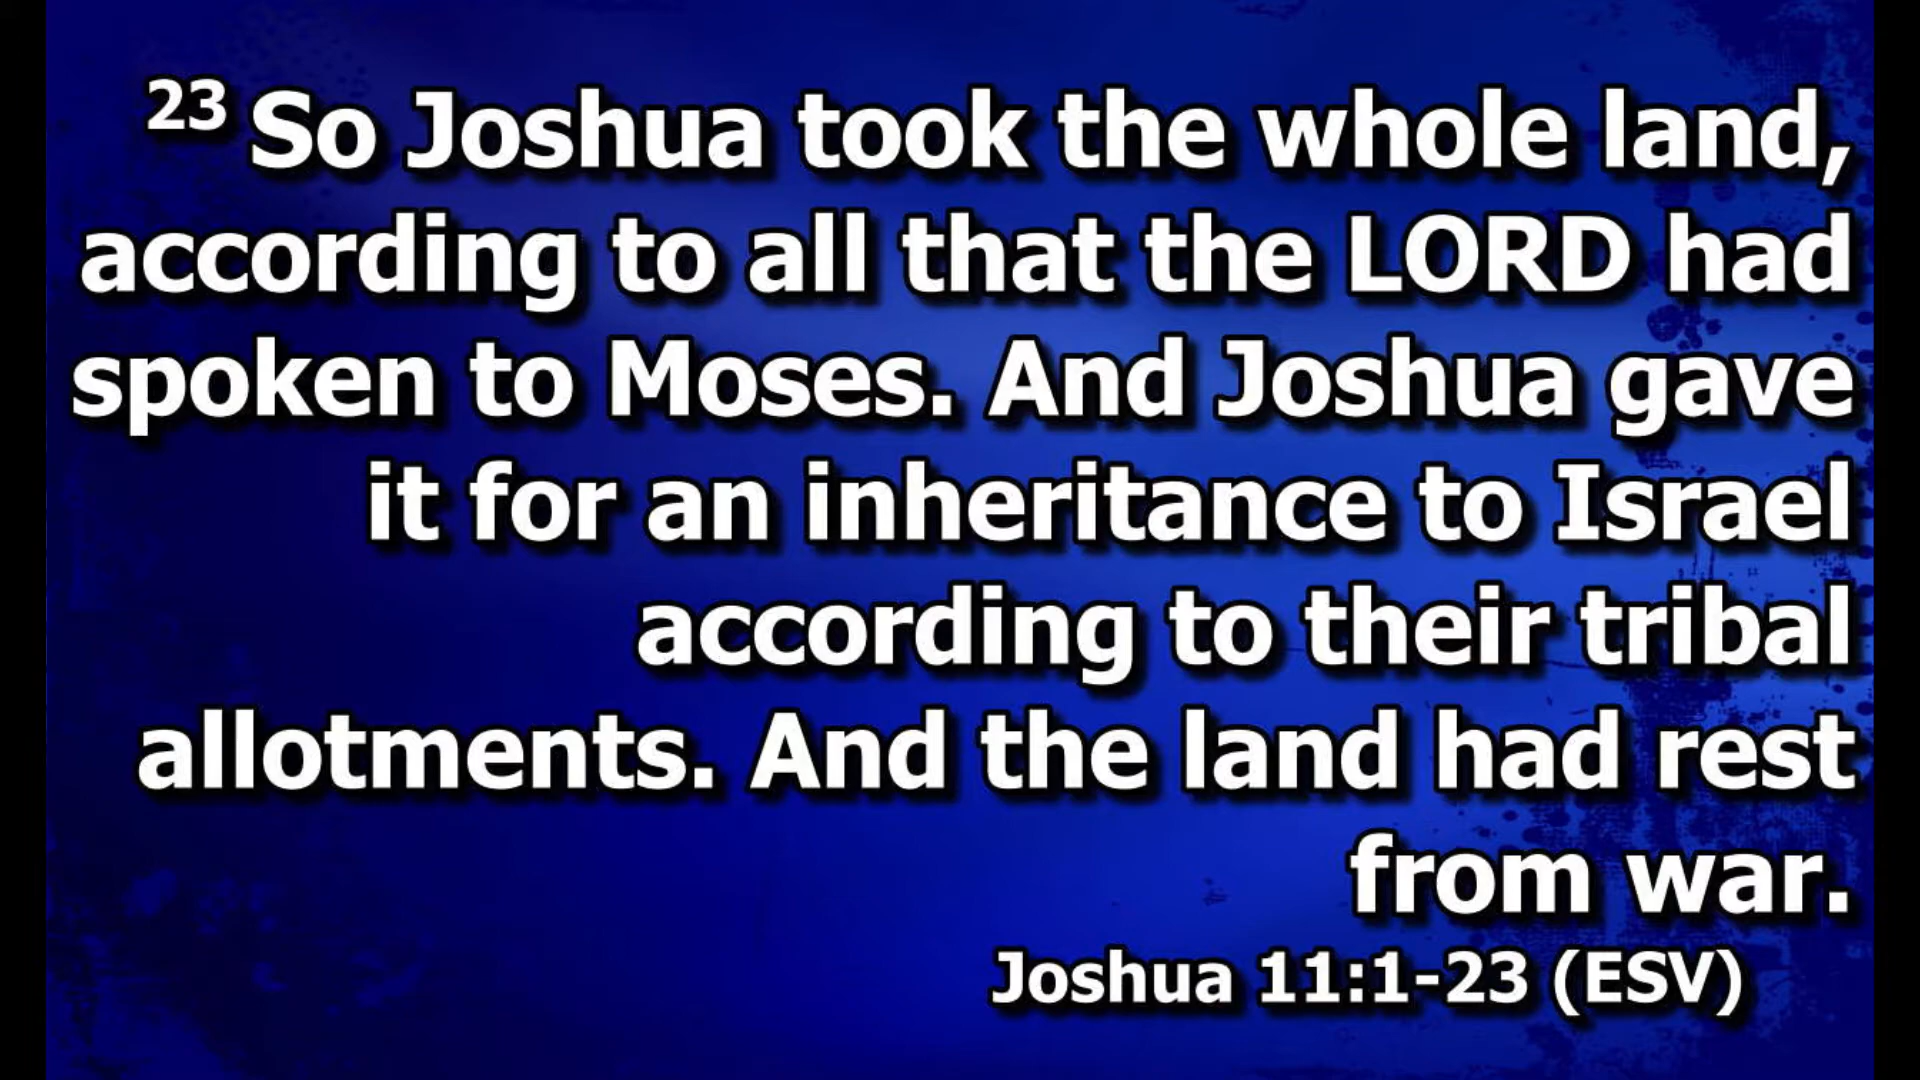 23 So Joshua took the whole land,
according to all that the LORD had
spoken to Moses. And Joshua gave
it for an inheritance to Israel
according to their tribal
allotments. And the land had rest
from war.
Joshua 11:1-23 (ESV)